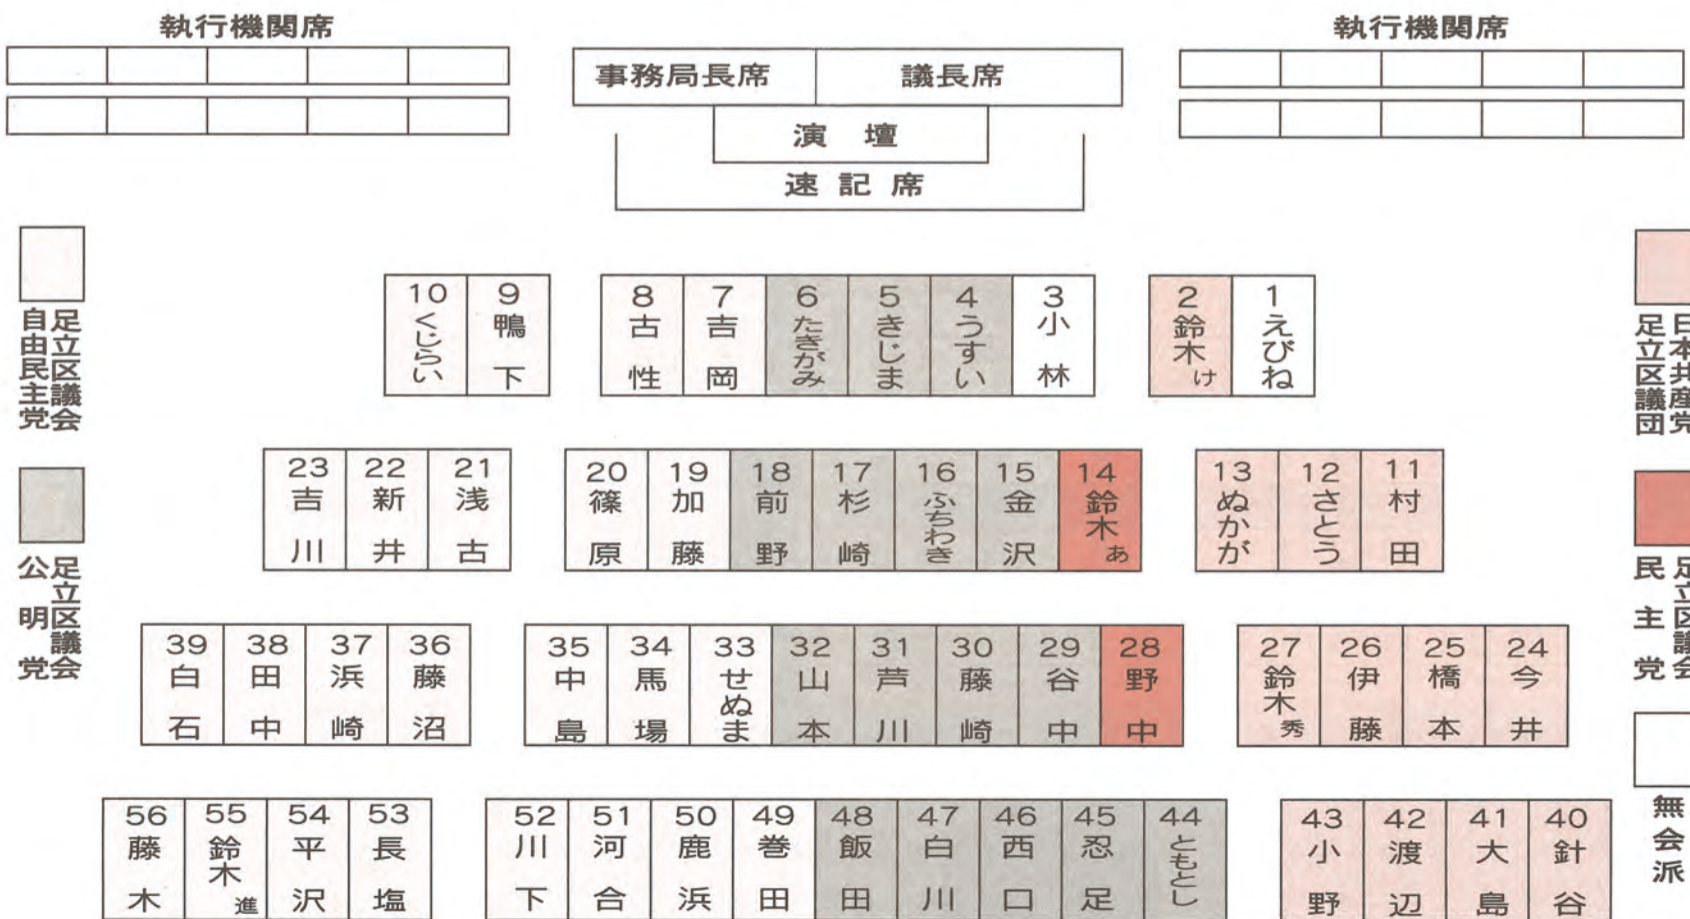 執行機関席
執行機関席
事務局長席
議長席
演壇
速記席
足立区議会
自由民主党
足立区議会
公明党
日本共産党
足立区議団
足立区議会
民主党
無会派
10 くじらい
9 鴨下
8 古性
7 吉岡
6 たきがみ
5 きじま
4 うすい
3 小林
2 鈴木け
1 えびね
23 吉川
22 新井
21 浅古
20 篠原
19 加藤
18 前野
17 杉崎
16 ふちわき
15 金沢
14 鈴木あ
13 ぬかが
12 さとう
11 村田
39 白石
38 田中
37 浜崎
36 藤沼
35 中島
34 馬場
33 せぬま
32 山本
31 芦川
30 藤崎
29 谷中
28 野中
27 鈴木秀
26 伊藤
25 橋本
24 今井
56 藤木
55 鈴木進
54 平沢
53 長塩
52 川下
51 河合
50 鹿浜
49 巻田
48 飯田
47 白川
46 西口
45 忍足
44 ともとし
43 小野
42 渡辺
41 大島
40 針谷